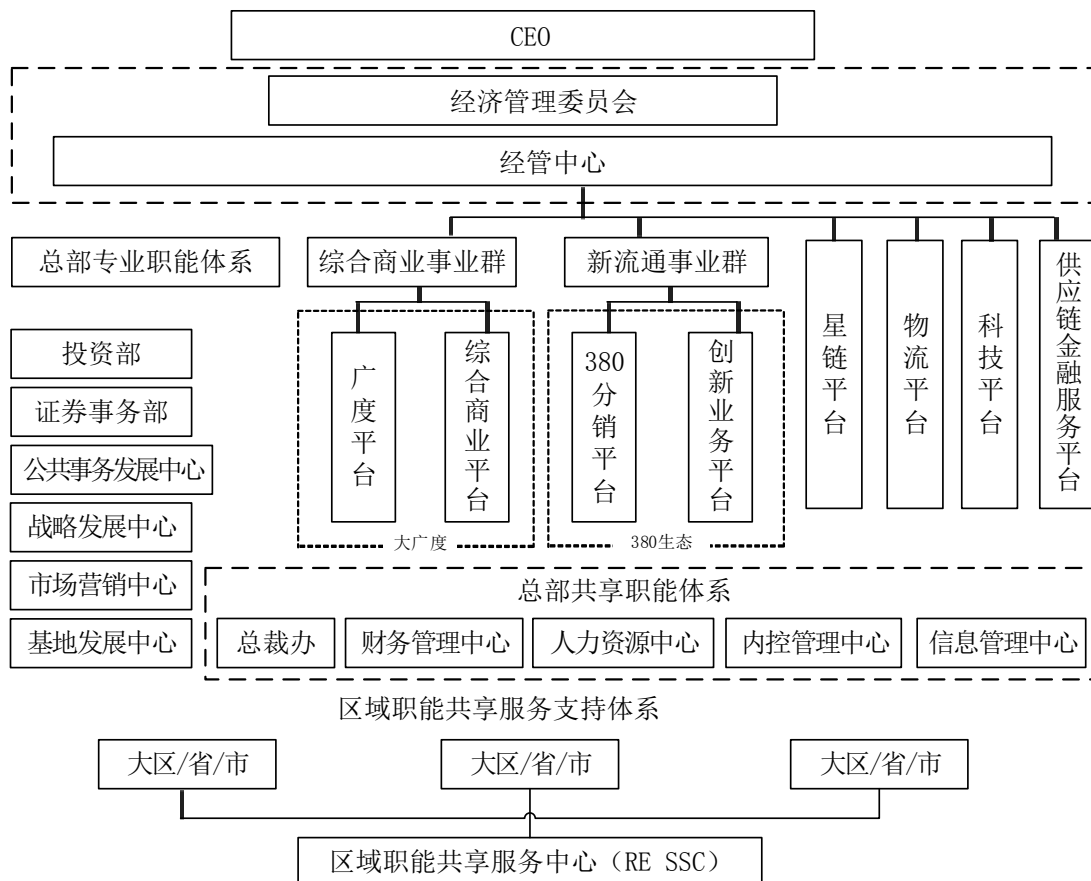 CEO
经济管理委员会
经管中心
总部专业职能体系
综合商业事业群
新流通事业群
星链平台
物流平台
科技平台
供应链金融服务平台
投资部
证券事务部
公共事务发展中心
战略发展中心
市场营销中心
基地发展中心
广度平台
综合商业平台
大广度
380分销平台
创新业务平台
380生态
总部共享职能体系
总裁办
财务管理中心
人力资源中心
内控管理中心
信息管理中心
区域职能共享服务支持体系
大区/省/市
大区/省/市
大区/省/市
区域职能共享服务中心（RE SSC）